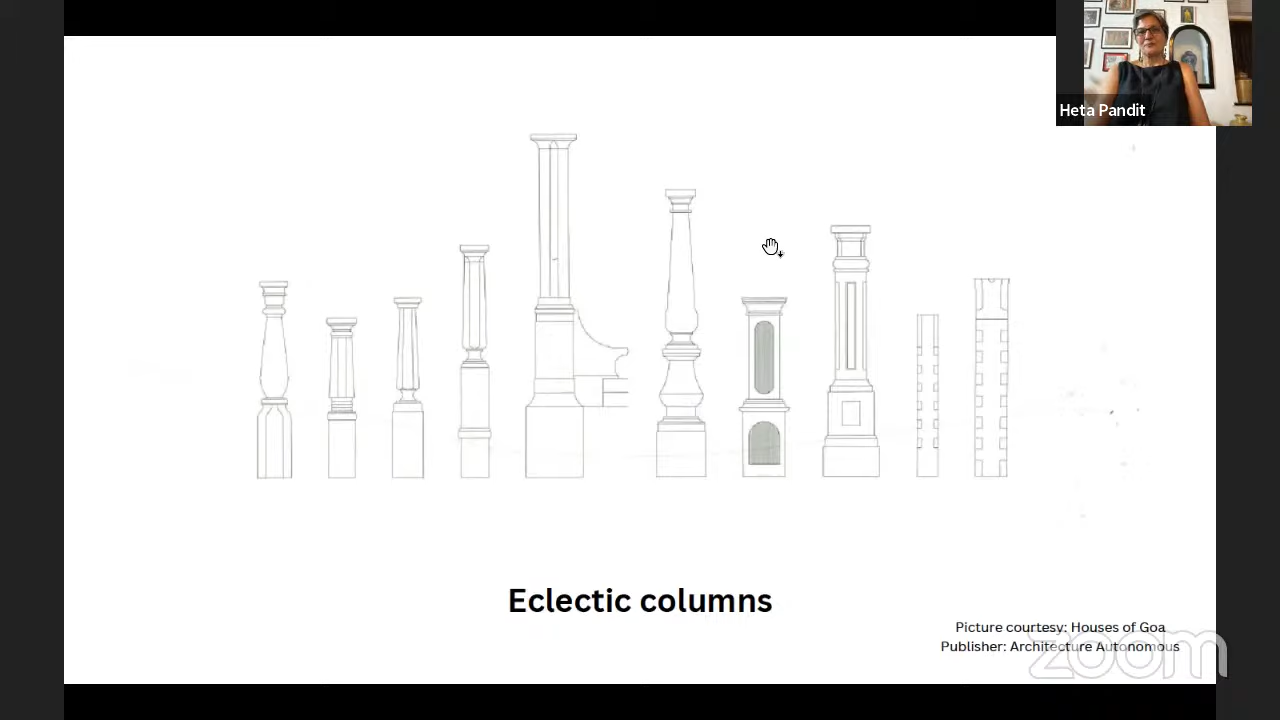 Heta Pandit
Eclectic columns
Picture courtesy: Houses of Goa
Publisher: Architecture Autonomous
zoom